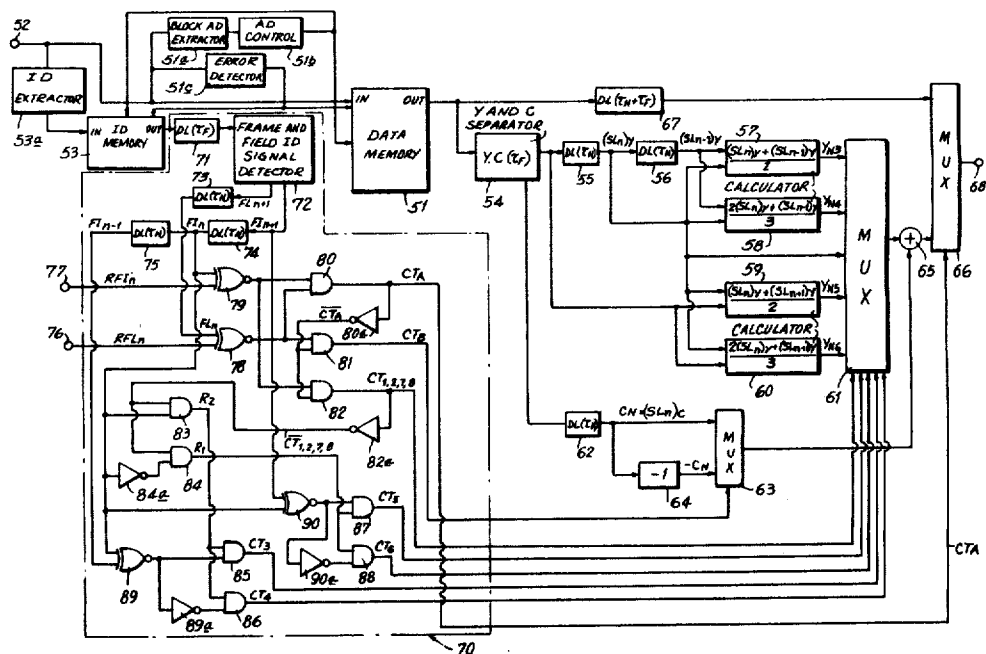 52
BLOCK AD
EXTRACTOR
51a
AD
CONTROL
51b
ERROR
DETECTOR
51c
ID
EXTRACTOR
53a
IN
OUT
ID
MEMORY
53
DL(τF)
71
FRAME AND
FIELD ID
SIGNAL
DETECTOR
72
IN
OUT
DATA
MEMORY
51
DL(τH+τF)
67
Y AND C
SEPARATOR
Y.C(τF)
54
DL(τH)
55
(SLn)Y
DL(τH)
56
(SLn-1)Y
57
(SLn)Y+(SLn-1)Y
2
YN3
CALCULATOR
2(SLn)Y+(SLn-1)Y
3
YN4
58
59
(SLn)Y+(SLn+1)Y
2
YN5
CALCULATOR
2(SLn)Y+(SLn+1)Y
3
YN6
60
MUX
61
65
MUX
66
68
73
DL(τH)
FLn+1
FIn-1
DL(τH)
75
FIn
DL(τH)
74
FIn+1
77
RFIn
79
76
RFLn
FLn
78
80
CTA
CTA
80a
81
CTB
82
CT1,2,7,8
82a
CT1,2,7,8
83
R2
84
R1
84a
89
89a
85
CT3
86
CT4
90
90a
87
CT5
88
CT6
DL(τH)
62
CN=(SLn)C
-1
64
-CN
MUX
63
CTA
70